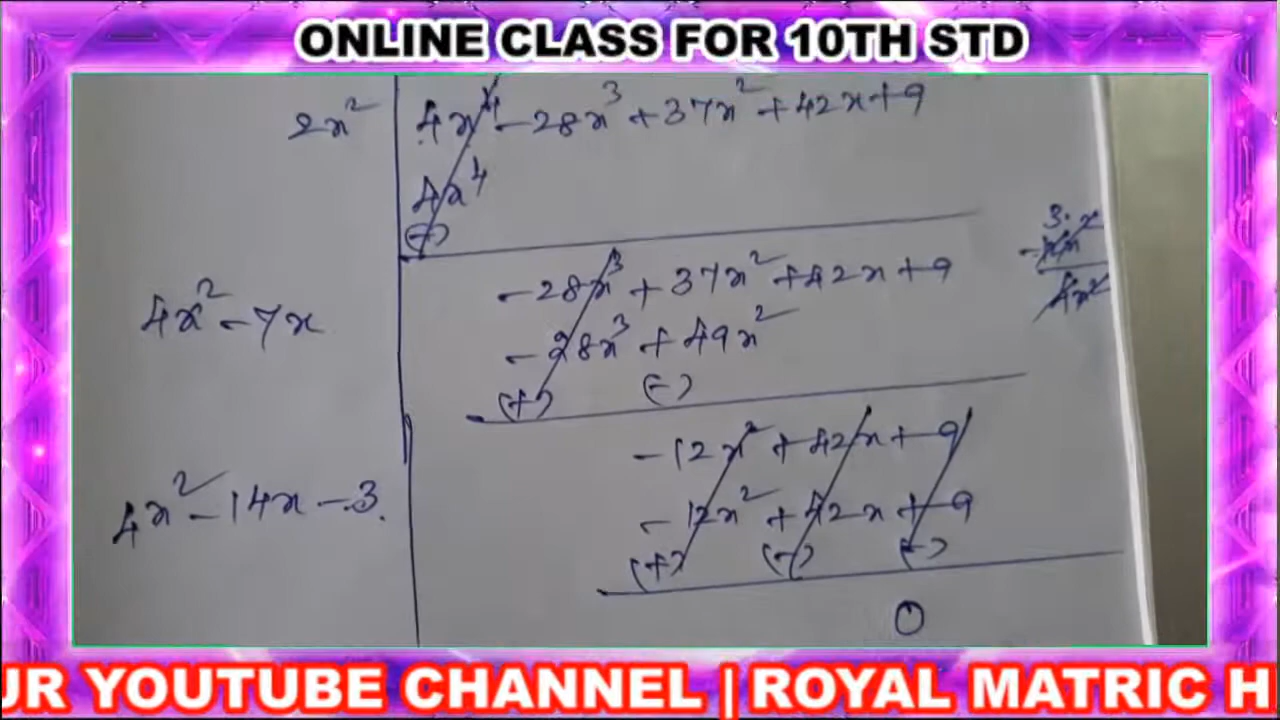 ONLINE CLASS FOR 10TH STD
2x² 4x⁴ - 28x³ + 37x² + 42x + 9
4x⁴
(-)
3.
4x² - 7x - 28x³ + 37x² + 42x + 9
- 28x³ + 49x²
(+) (-)
- 12x² + 42x + 9
4x² - 14x - 3. - 12x² + 42x + 9
(+) (-) (-)
0
UR YOUTUBE CHANNEL | ROYAL MATRIC H